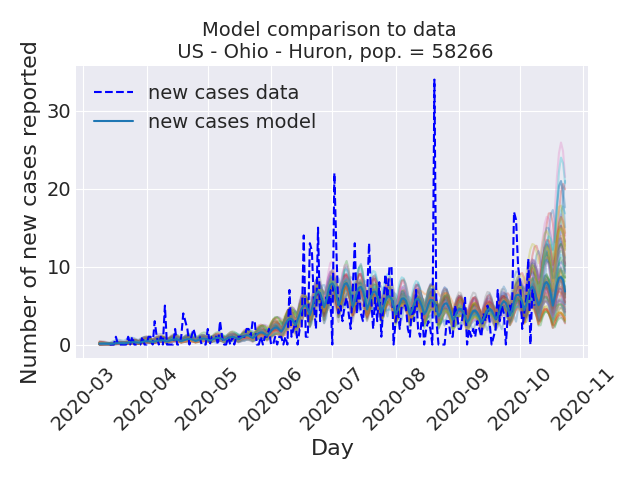 Model comparison to data
US - Ohio - Huron, pop. = 58266
Number of new cases reported
30
20
10
0
new cases data
new cases model
2020-03
2020-04
2020-05
2020-06
2020-07
2020-08
2020-09
2020-10
2020-11
Day